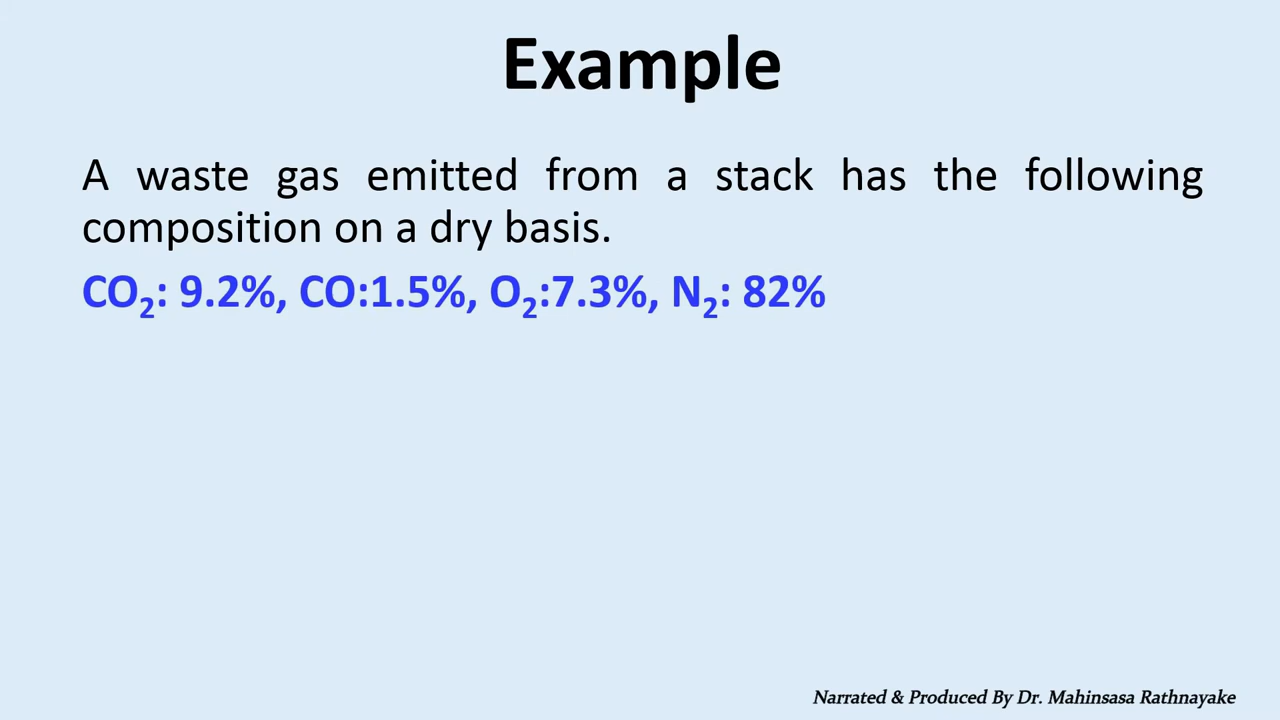 Example
A waste gas emitted from a stack has the following
composition on a dry basis.
CO₂: 9.2%, CO:1.5%, O₂:7.3%, N₂: 82%
Narrated & Produced By Dr. Mahinsasa Rathnayake